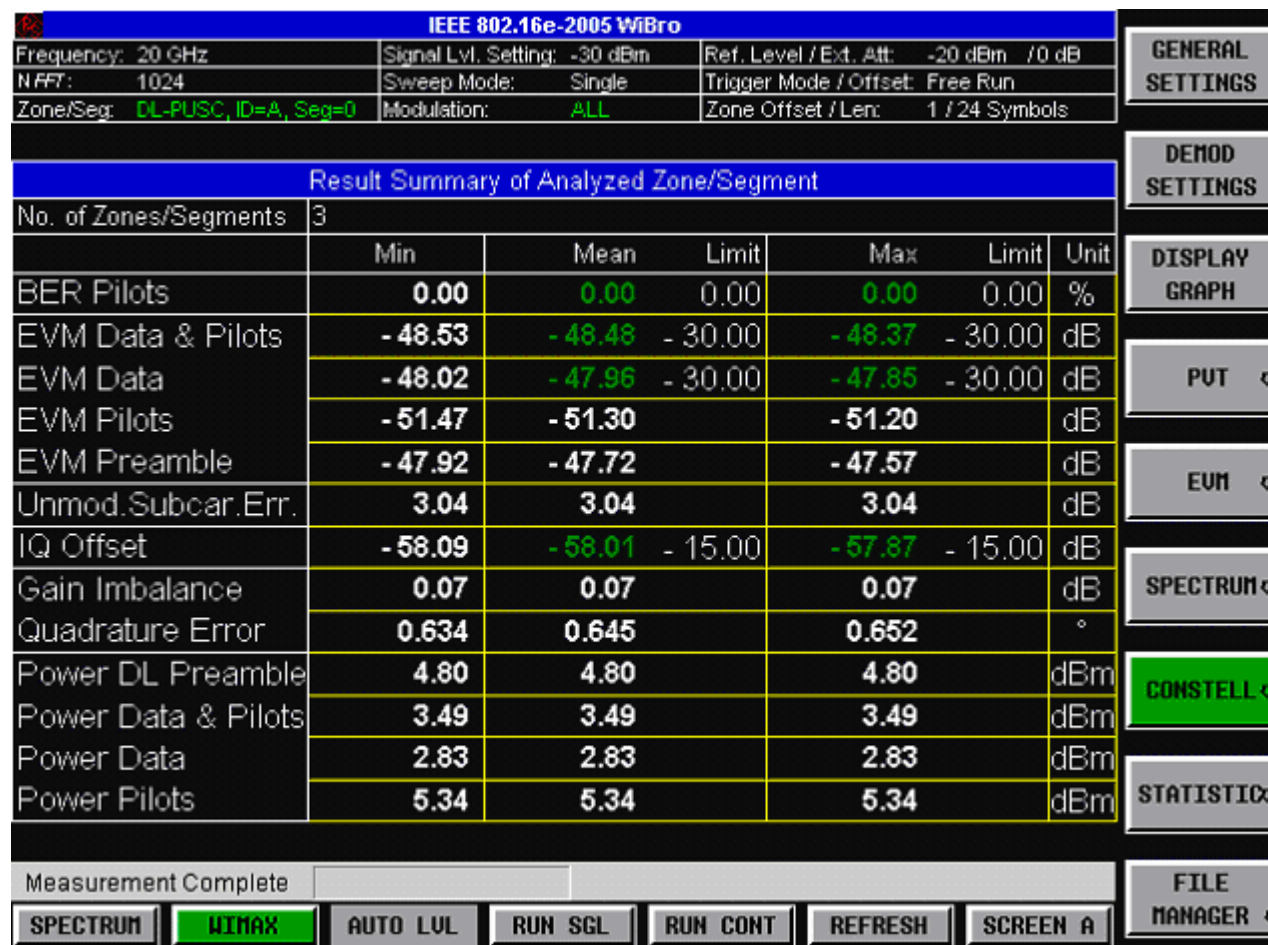 IEEE 802.16e-2005 WiBro
Frequency: 20 GHz Signal Lvl. Setting: -30 dBm Ref. Level / Ext. Att: -20 dBm / 0 dB
NFFT: 1024 Sweep Mode: Single Trigger Mode / Offset: Free Run
Zone/Seg: DL-PUSC, ID=A, Seg=0 Modulation: ALL Zone Offset / Len: 1 / 24 Symbols
Result Summary of Analyzed Zone/Segment
No. of Zones/Segments 3
Min Mean Limit Max Limit Unit
BER Pilots 0.00 0.00 0.00 0.00 0.00 %
EVM Data & Pilots - 48.53 - 48.48 - 30.00 - 48.37 - 30.00 dB
EVM Data - 48.02 - 47.96 - 30.00 - 47.85 - 30.00 dB
EVM Pilots - 51.47 - 51.30 - 51.20 dB
EVM Preamble - 47.92 - 47.72 - 47.57 dB
Unmod.Subcar.Err. 3.04 3.04 3.04 dB
IQ Offset - 58.09 - 58.01 - 15.00 - 57.87 - 15.00 dB
Gain Imbalance 0.07 0.07 0.07 dB
Quadrature Error 0.634 0.645 0.652 °
Power DL Preamble 4.80 4.80 4.80 dBm
Power Data & Pilots 3.49 3.49 3.49 dBm
Power Data 2.83 2.83 2.83 dBm
Power Pilots 5.34 5.34 5.34 dBm
Measurement Complete
SPECTRUM WIMAX AUTO LVL RUN SGL RUN CONT REFRESH SCREEN A
GENERAL
SETTINGS
DEMOD
SETTINGS
DISPLAY
GRAPH
PVT
EVM
SPECTRUM
CONSTELL
STATISTIC
FILE
MANAGER